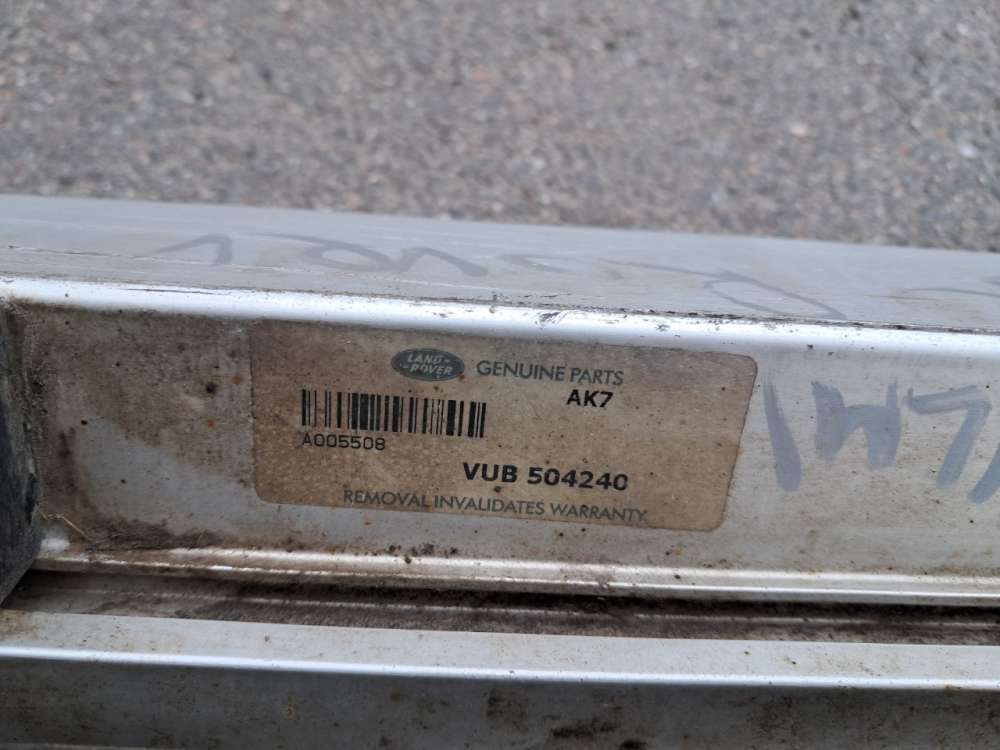 LAND ROVER
GENUINE PARTS
AK7
A005508
VUB 504240
REMOVAL INVALIDATES WARRANTY